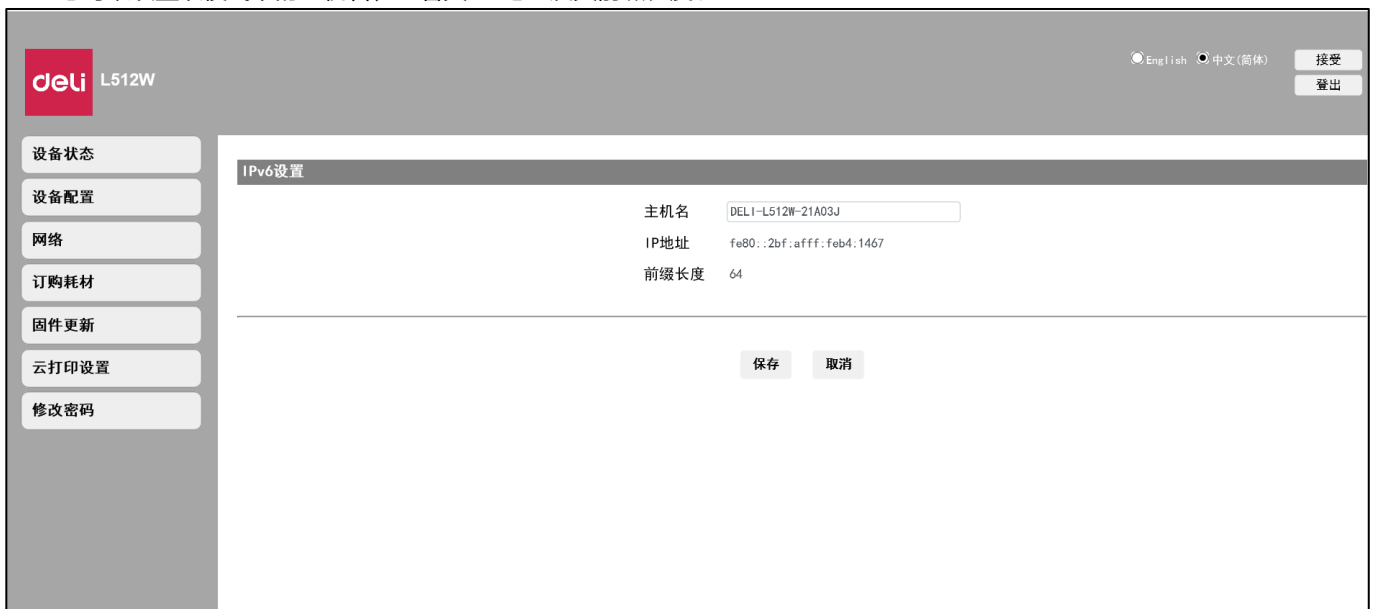 deli L512W
English 中文(简体)
接受
登出
设备状态
设备配置
网络
订购耗材
固件更新
云打印设置
修改密码
IPv6设置
主机名 DELI-L512W-21A03J
IP地址 fe80::2bf:afff:feb4:1467
前缀长度 64
保存 取消